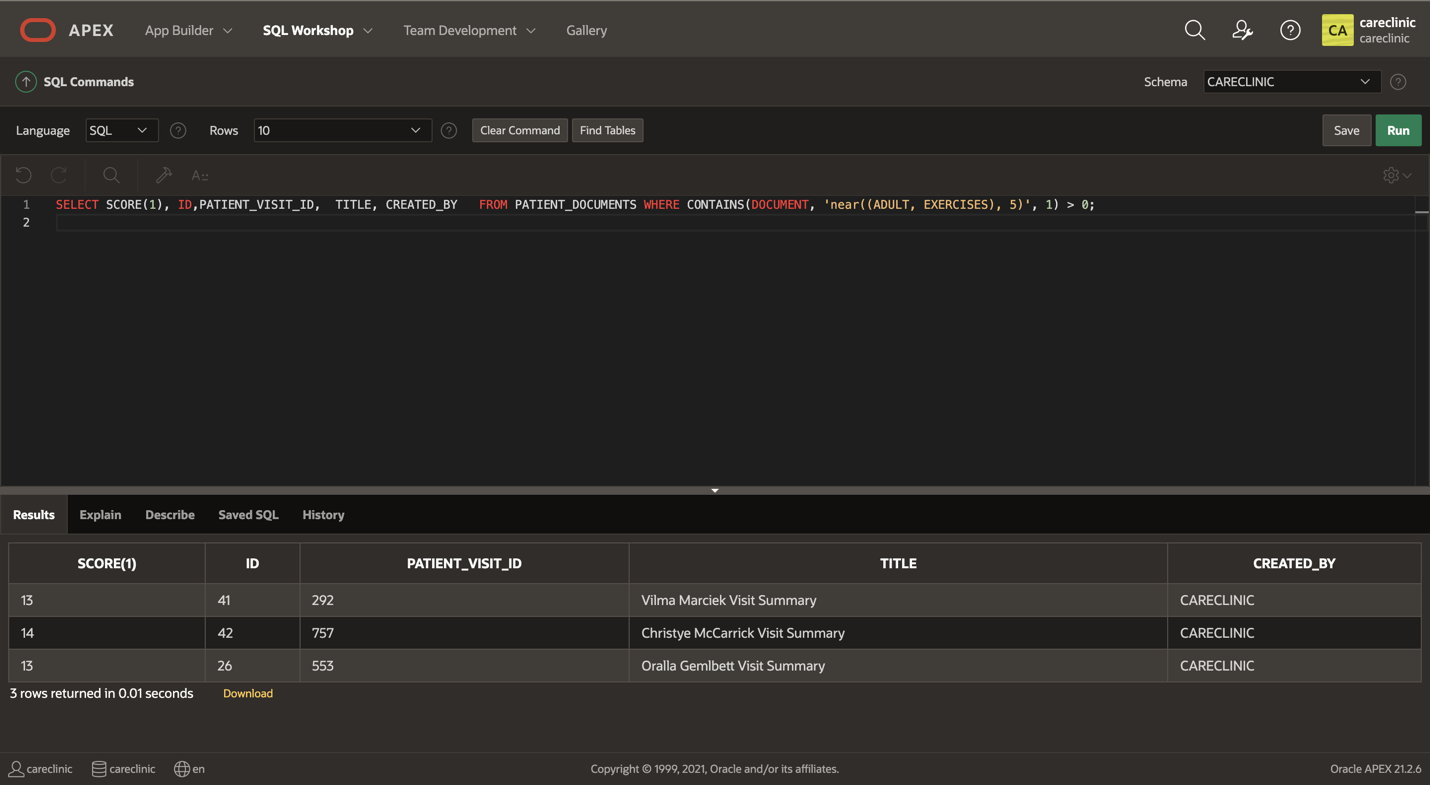 APEX App Builder SQL Workshop Team Development Gallery CA careclinic
careclinic
SQL Commands Schema CARECLINIC
Language SQL Rows 10 Clear Command Find Tables Save Run
A::
1 SELECT SCORE(1), ID,PATIENT_VISIT_ID, TITLE, CREATED_BY FROM PATIENT_DOCUMENTS WHERE CONTAINS(DOCUMENT, 'near((ADULT, EXERCISES), 5)', 1) > 0;
2
Results Explain Describe Saved SQL History
SCORE(1) ID PATIENT_VISIT_ID TITLE CREATED_BY
13 41 292 Vilma Marciek Visit Summary CARECLINIC
14 42 757 Christye McCarrick Visit Summary CARECLINIC
13 26 553 Oralla Gemlbett Visit Summary CARECLINIC
3 rows returned in 0.01 seconds Download
careclinic careclinic en Copyright © 1999, 2021, Oracle and/or its affiliates. Oracle APEX 21.2.6